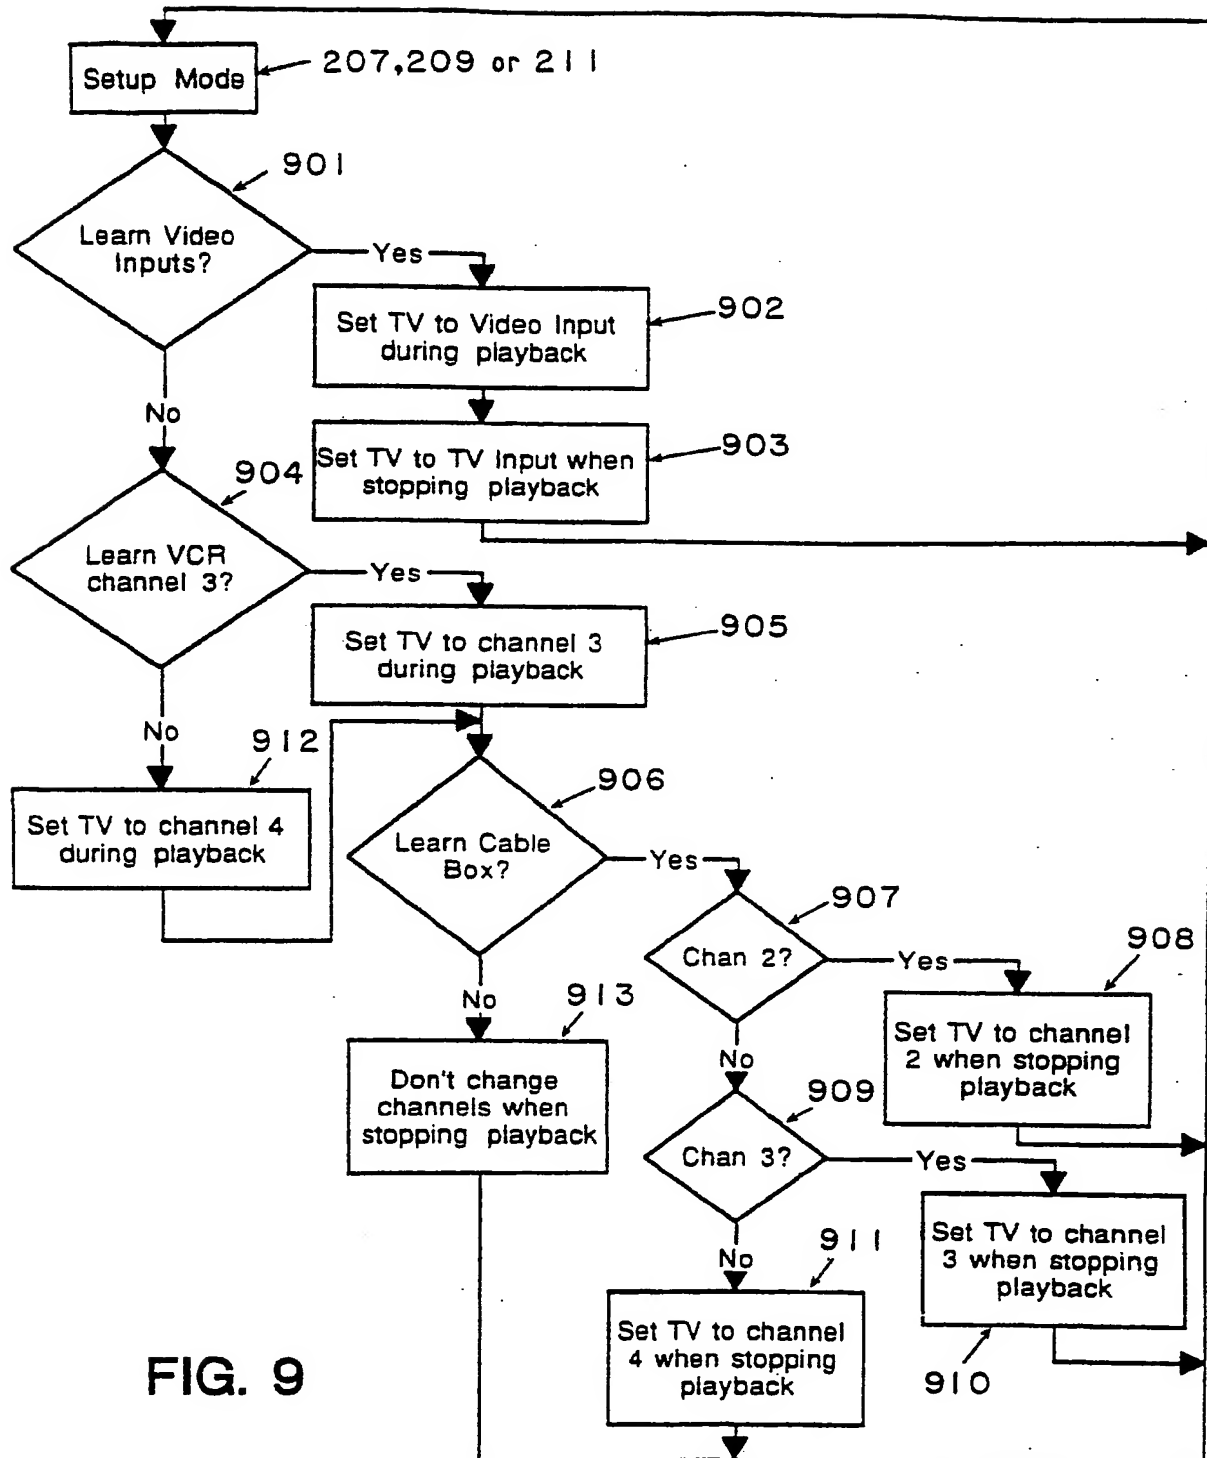 Setup Mode
207,209 or 211
901
Learn Video
Inputs?
Yes
902
Set TV to Video Input
during playback
No
903
Set TV to TV Input when
stopping playback
904
Learn VCR
channel 3?
Yes
905
Set TV to channel 3
during playback
No
912
906
Set TV to channel 4
during playback
Learn Cable
Box?
Yes
907
908
Chan 2?
Yes
No
913
Set TV to channel
2 when stopping
playback
Don't change
channels when
stopping playback
No
909
Chan 3?
Yes
911
No
Set TV to channel
3 when stopping
playback
Set TV to channel
4 when stopping
playback
910
FIG. 9